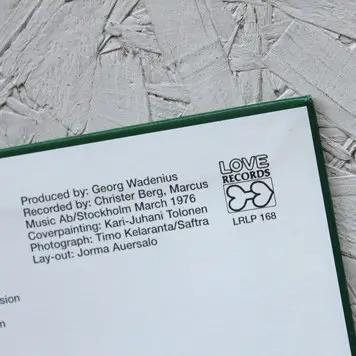 Produced by: Georg Wadenius
Recorded by: Christer Berg, Marcus
Music Ab/Stockholm March 1976
Coverpainting: Kari-Juhani Tolonen
Photograph: Timo Kelaranta/Saftra
Lay-out: Jorma Auersalo
LOVE
RECORDS
LRLP 168
sion
n